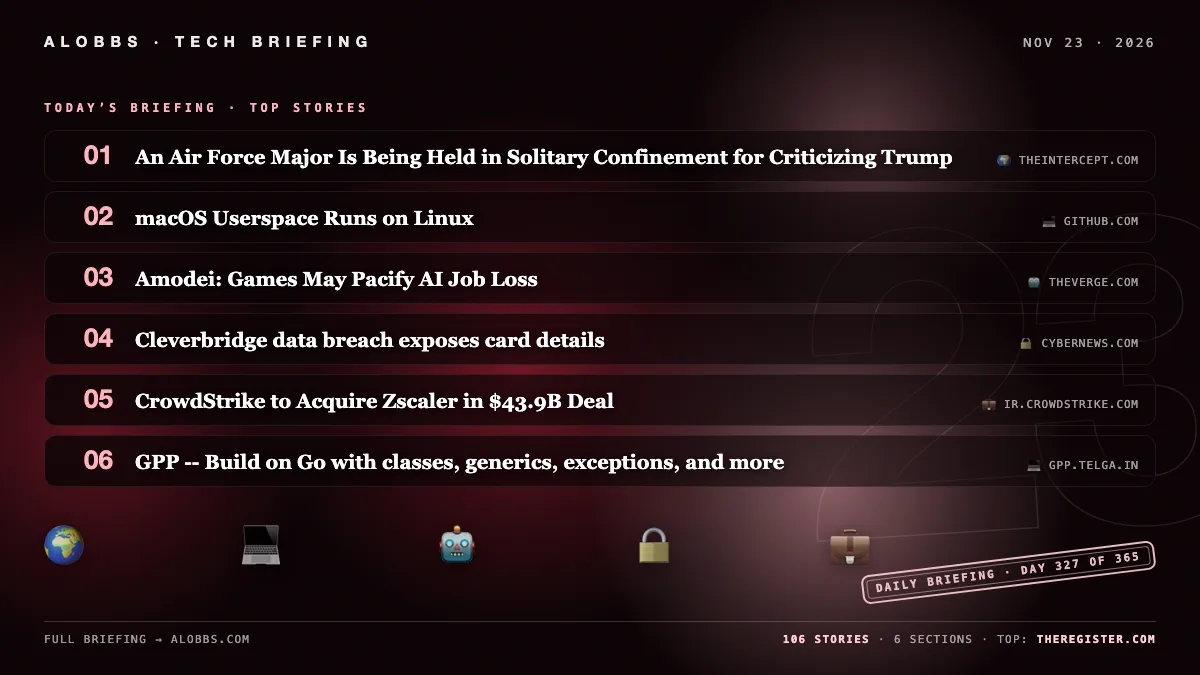 ALOBBS · TECH BRIEFING
NOV 23 · 2026
TODAY’S BRIEFING · TOP STORIES
01 An Air Force Major Is Being Held in Solitary Confinement for Criticizing Trump THEINTERCEPT.COM
02 macOS Userspace Runs on Linux GITHUB.COM
03 Amodei: Games May Pacify AI Job Loss THEVERGE.COM
04 Cleverbridge data breach exposes card details CYBERNEWS.COM
05 CrowdStrike to Acquire Zscaler in $43.9B Deal IR.CROWDSTRIKE.COM
06 GPP -- Build on Go with classes, generics, exceptions, and more GPP.TELGA.IN
23
DAILY BRIEFING · DAY 327 OF 365
FULL BRIEFING → ALOBBS.COM
106 STORIES · 6 SECTIONS · TOP: THEREGISTER.COM